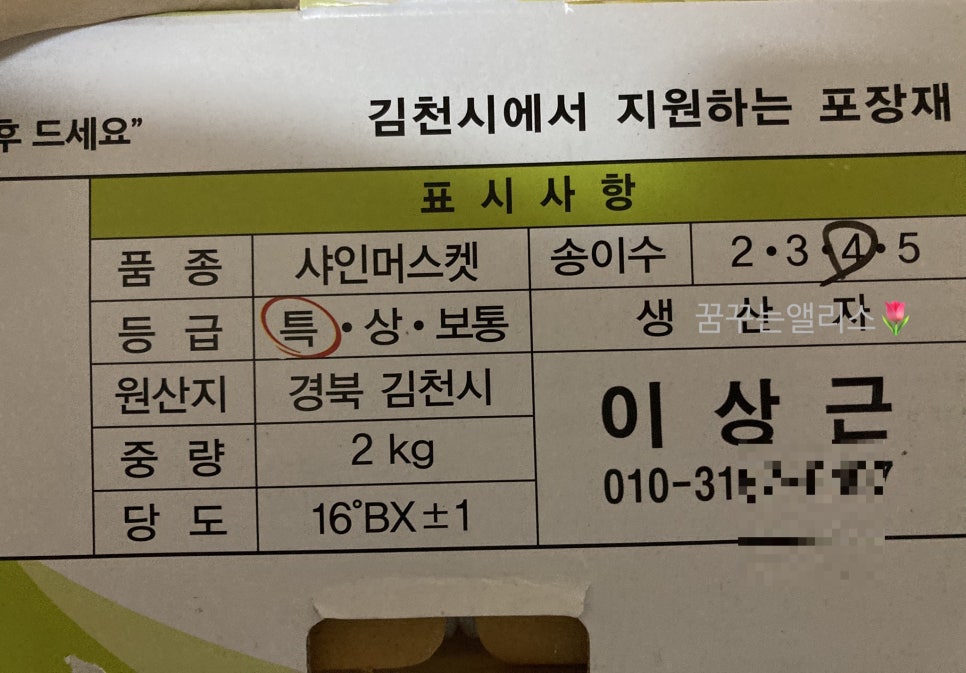 후 드세요”
김천시에서 지원하는 포장재
표시사항
품종 샤인머스켓 송이수 2·3·4·5
등급 특·상·보통 생산자
꿈꾸는앨리스🌷
원산지 경북 김천시
이상근
중량 2 kg
010-31
당도 16°BX±1